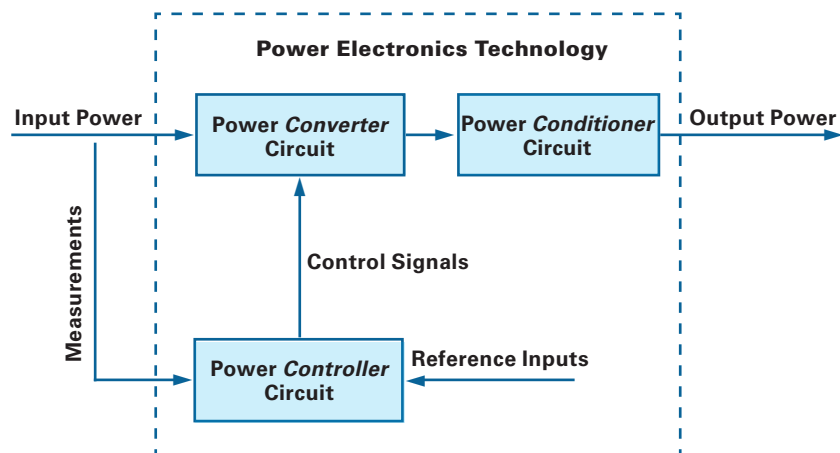 Power Electronics Technology
Input Power
Power Converter
Circuit
Power Conditioner
Circuit
Output Power
Measurements
Control Signals
Power Controller
Circuit
Reference Inputs